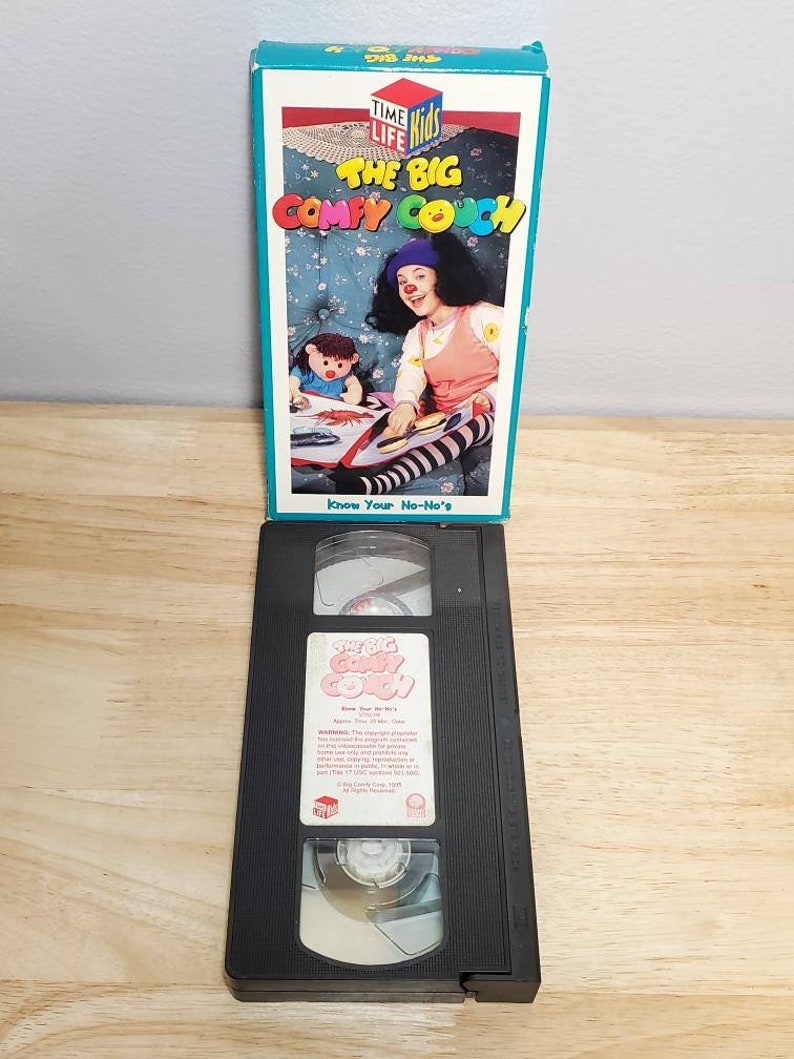 THE BIG
COMFY COUCH
TIME
LIFE
Kids
THE BIG
COMFY COUCH
Know Your No-No's
THE BIG
COMFY
COUCH
Know Your No-No's
Approx. Time: 25 Min., Color
WARNING: The copyright proprietor
has licensed the program contained
on this videocassette for private
home use only and prohibits any
other use, copying, reproduction or
performance in public, in whole or in
part (Title 17 USC sections 501-506).
© Big Comfy Corp. 1995
All Rights Reserved.
TIME
LIFE
Kids